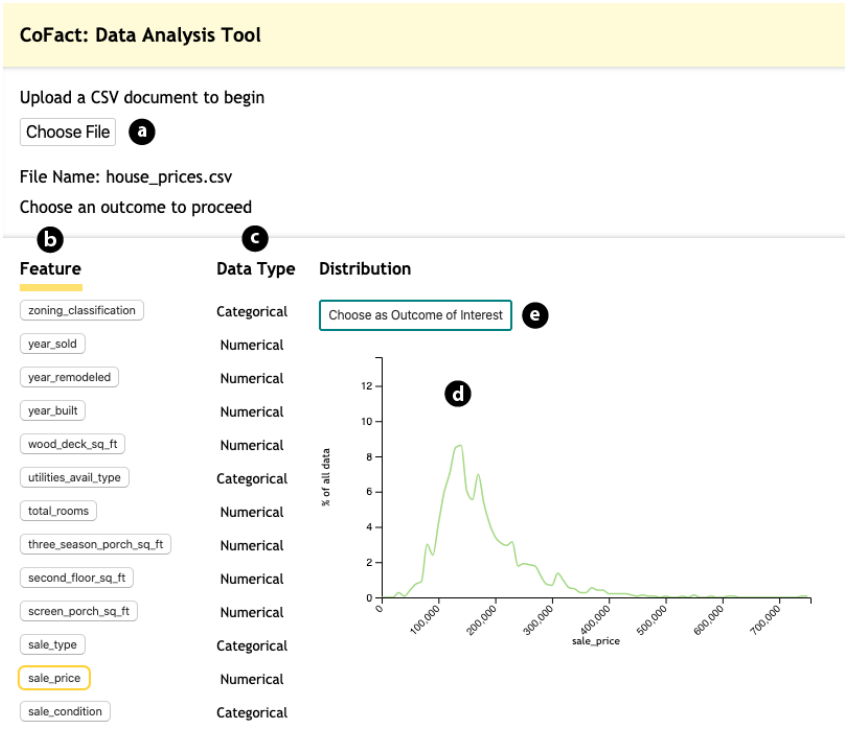 CoFact: Data Analysis Tool
Upload a CSV document to begin
Choose File a
File Name: house_prices.csv
Choose an outcome to proceed
b c
Feature Data Type Distribution
zoning_classification Categorical Choose as Outcome of Interest e
year_sold Numerical
year_remodeled Numerical
year_built Numerical
wood_deck_sq_ft Numerical
utilities_avail_type Categorical
total_rooms Numerical
three_season_porch_sq_ft Numerical
second_floor_sq_ft Numerical
screen_porch_sq_ft Numerical
sale_type Categorical
sale_price Numerical
sale_condition Categorical
d
% of all data
12
10
8
6
4
2
0
0 100,000 200,000 300,000 400,000 500,000 600,000 700,000
sale_price